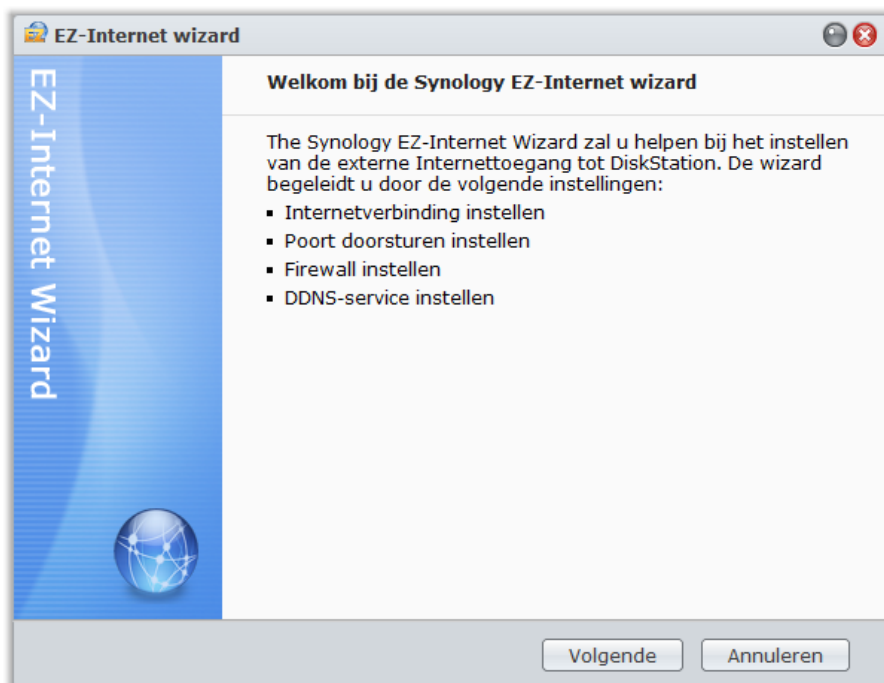 EZ-Internet wizard
EZ-Internet Wizard
Welkom bij de Synology EZ-Internet wizard
The Synology EZ-Internet Wizard zal u helpen bij het instellen
van de externe Internettoegang tot DiskStation. De wizard
begeleidt u door de volgende instellingen:
▪ Internetverbinding instellen
▪ Poort doorsturen instellen
▪ Firewall instellen
▪ DDNS-service instellen
Volgende
Annuleren